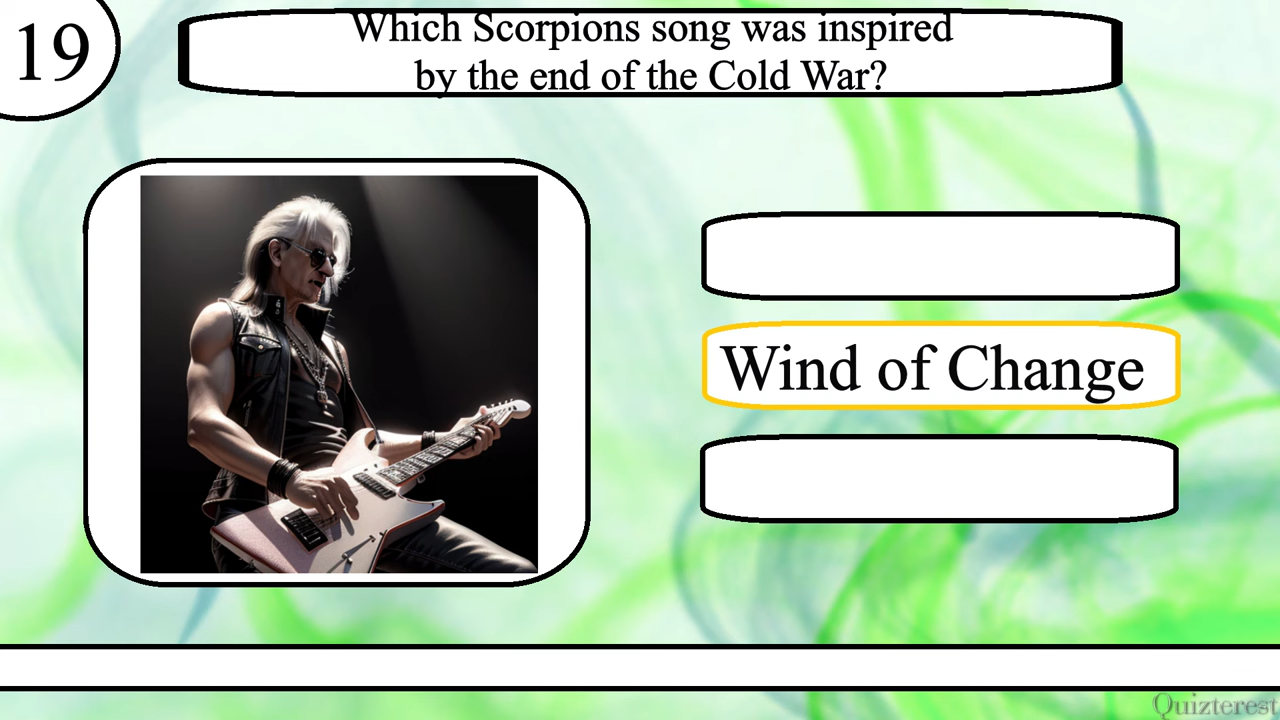 19
Which Scorpions song was inspired
by the end of the Cold War?
Wind of Change
Quizterest